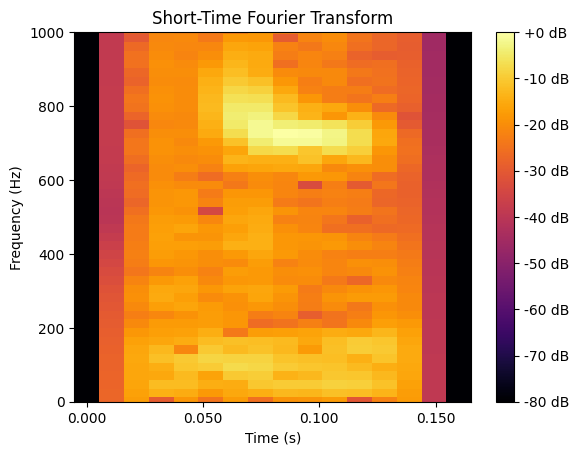 Short-Time Fourier Transform
Frequency (Hz)
1000
800
600
400
200
0
0.000
0.050
0.100
0.150
Time (s)
+0 dB
-10 dB
-20 dB
-30 dB
-40 dB
-50 dB
-60 dB
-70 dB
-80 dB